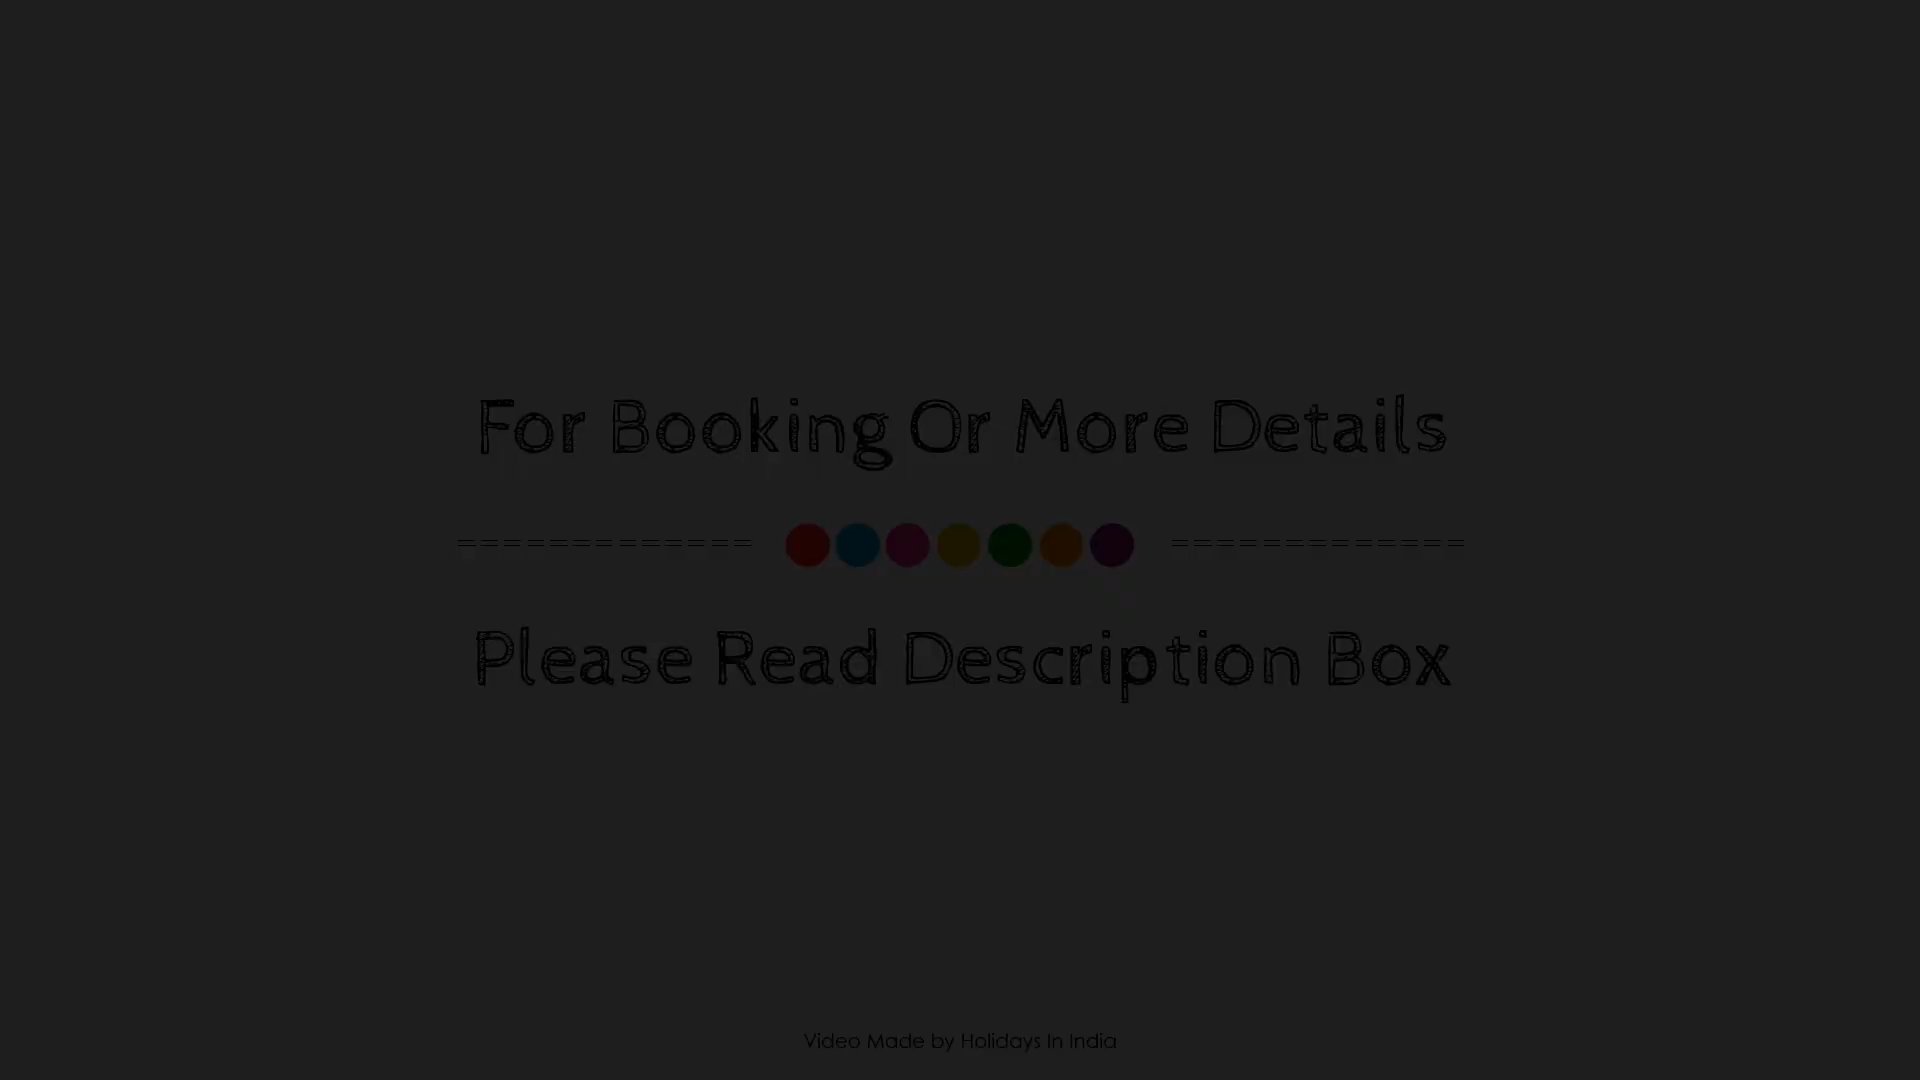 For Booking Or More Details
============= =============
Please Read Description Box
Video Made by Holidays In India